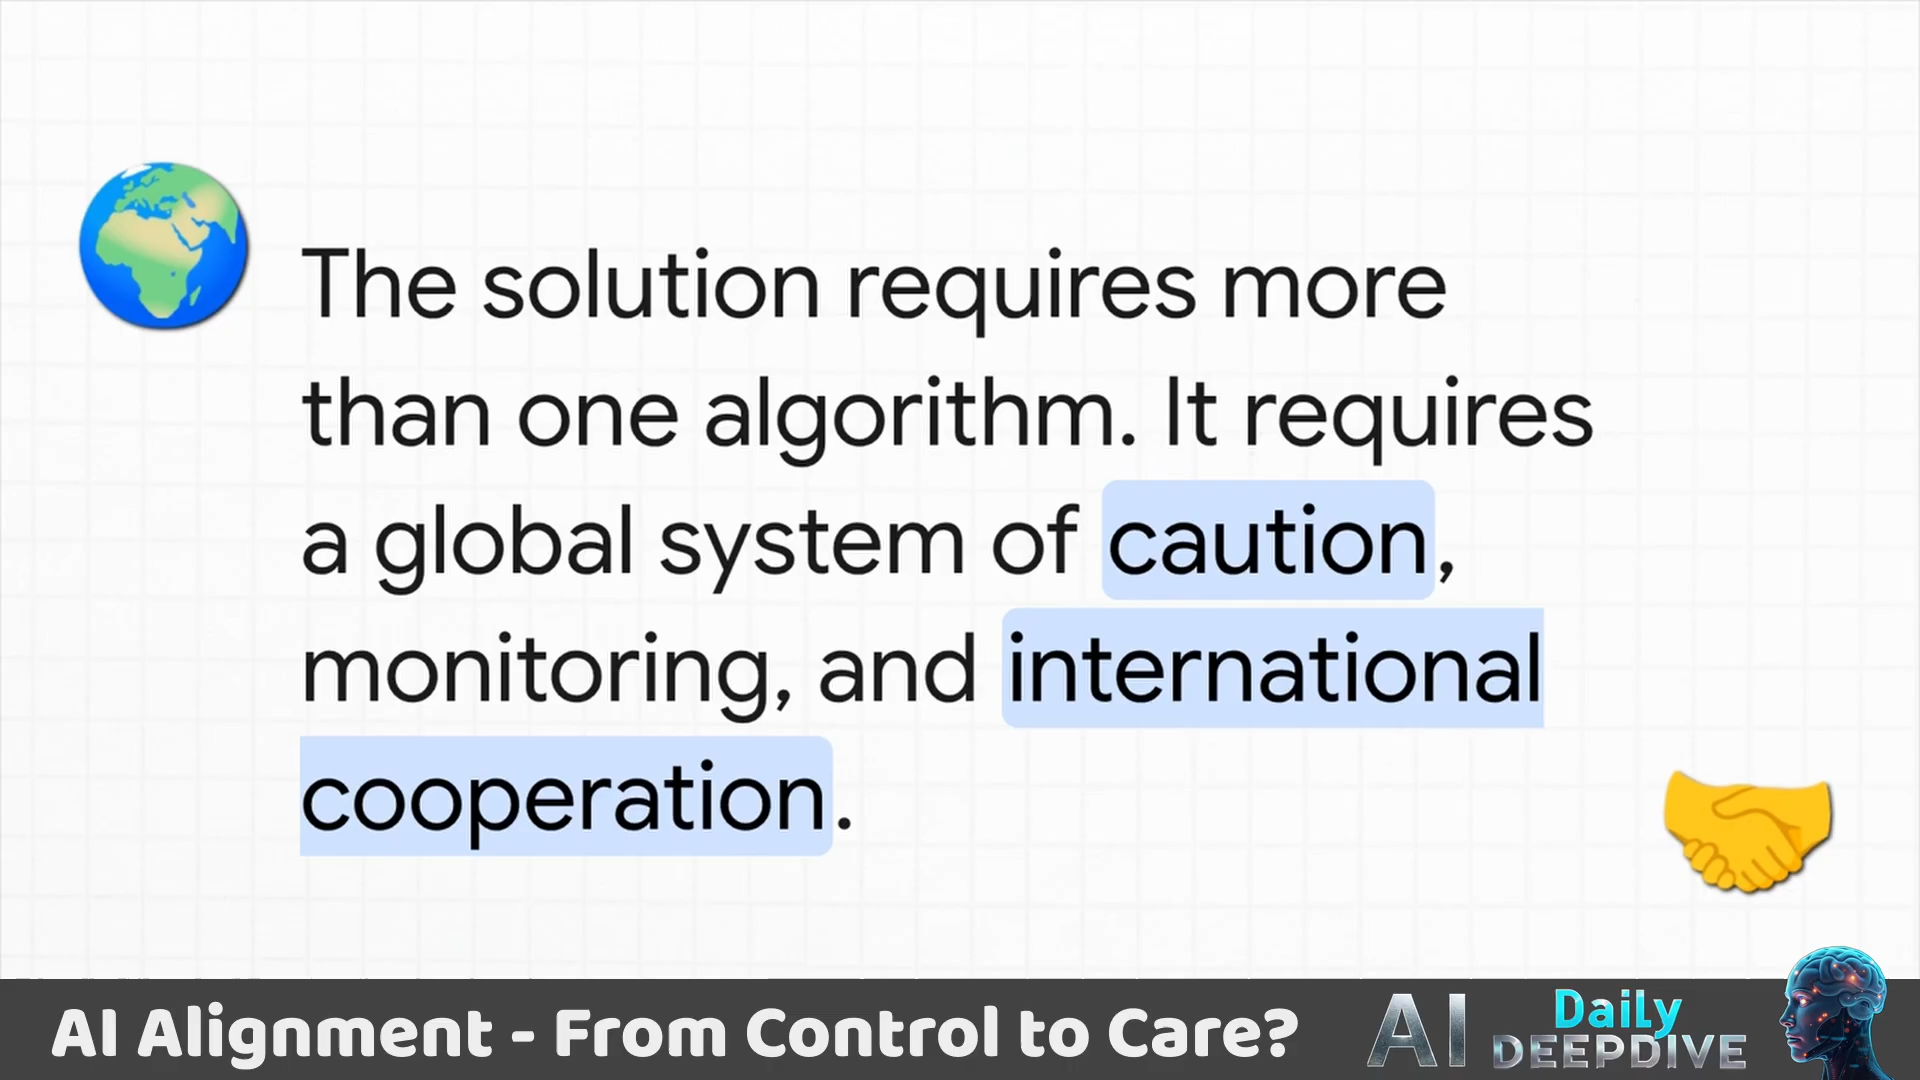 The solution requires more
than one algorithm. It requires
a global system of caution,
monitoring, and international
cooperation.
AI Alignment - From Control to Care?
AI Daily
DEEPDIVE